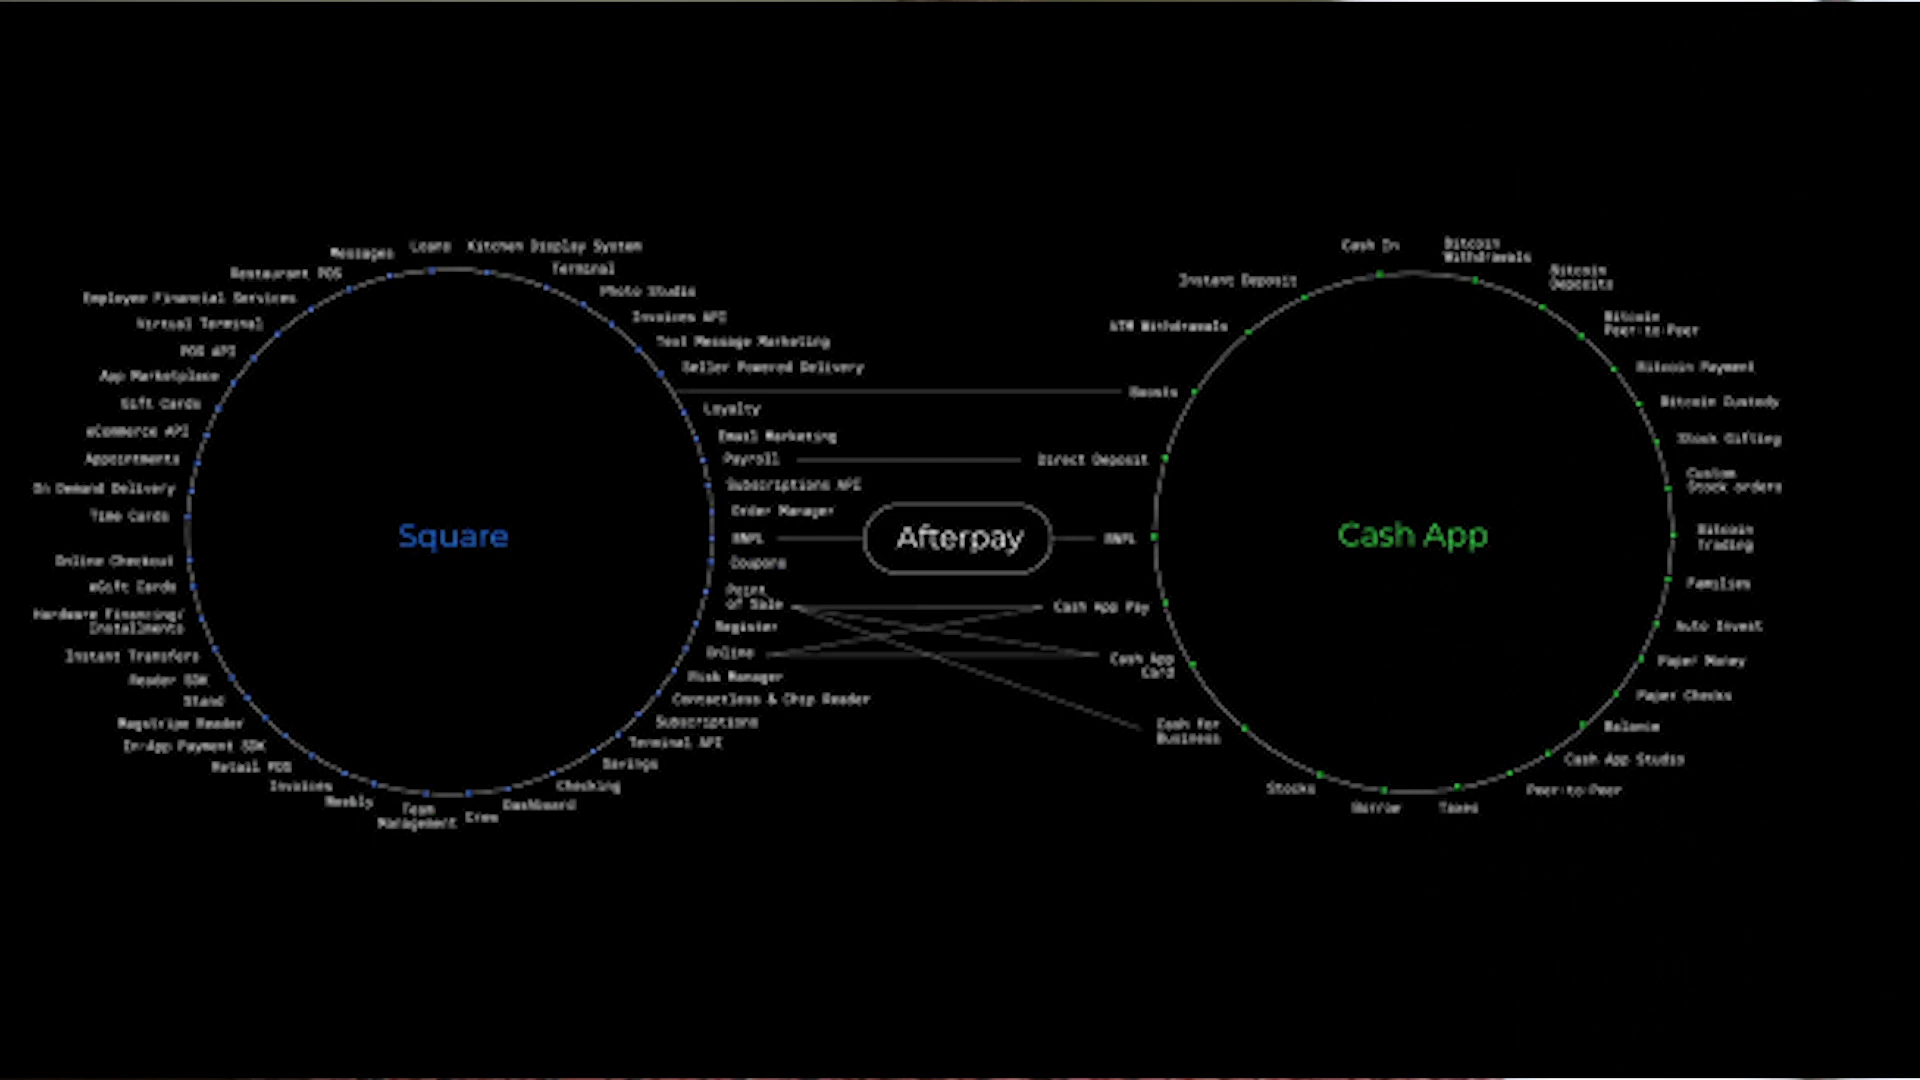 Messages
Loans
Kitchen Display System
Restaurant POS
Terminal
Employee Financial Services
Photo Studio
Virtual Terminal
Invoices API
POS API
Text Message Marketing
App Marketplace
Seller Powered Delivery
Gift Cards
Loyalty
eCommerce API
Email Marketing
Appointments
Payroll
On Demand Delivery
Subscriptions API
Time Cards
Order Manager
Square
BNPL
Online Checkout
Coupons
eGift Cards
Point
of Sale
Hardware Financing/
Installments
Register
Instant Transfers
Online
Reader SDK
Risk Manager
Stand
Contactless & Chip Reader
Magstripe Reader
Subscriptions
In-App Payment SDK
Terminal API
Retail POS
Savings
Invoices
Checking
Weebly
Dashboard
Team
Management
Crew
Afterpay
Cash In
Bitcoin
Withdrawals
Instant Deposit
Bitcoin
Deposits
ATM Withdrawals
Bitcoin
Peer-to-Peer
Bitcoin Payment
Boosts
Bitcoin Custody
Stock Gifting
Direct Deposit
Custom
Stock orders
BNPL
Cash App
Bitcoin
Trading
Families
Cash App Pay
Auto Invest
Cash App
Card
Paper Money
Paper Checks
Cash for
Business
Balance
Cash App Studio
Stocks
Peer-to-Peer
Borrow
Taxes